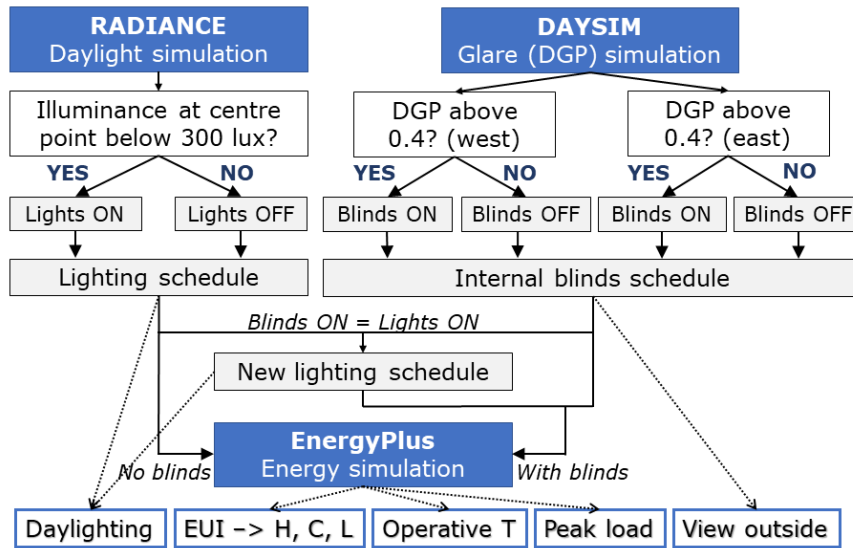 RADIANCE
Daylight simulation
DAYSIM
Glare (DGP) simulation
Illuminance at centre
point below 300 lux?
DGP above
0.4? (west)
DGP above
0.4? (east)
YES
NO
YES
NO
YES
NO
Lights ON
Lights OFF
Blinds ON
Blinds OFF
Blinds ON
Blinds OFF
Lighting schedule
Internal blinds schedule
Blinds ON = Lights ON
New lighting schedule
EnergyPlus
Energy simulation
No blinds
With blinds
Daylighting
EUI –> H, C, L
Operative T
Peak load
View outside